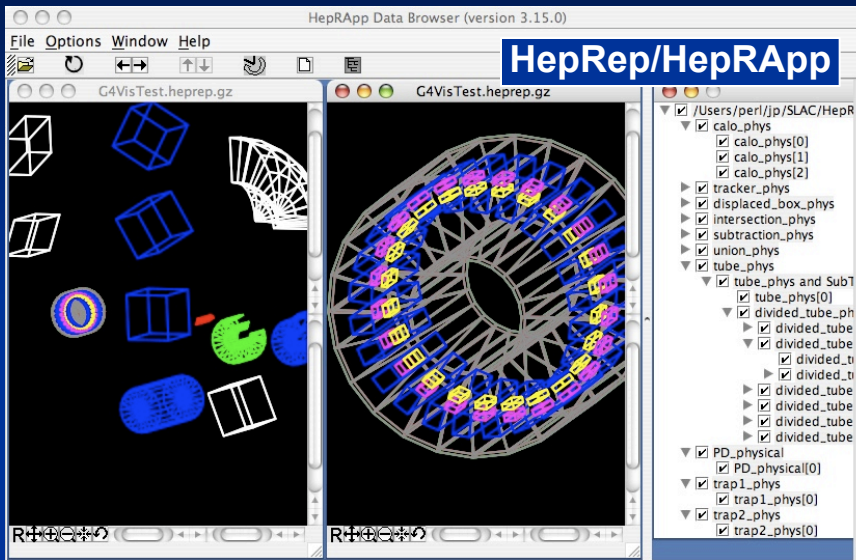 HepRApp Data Browser (version 3.15.0)
File Options Window Help
HepRep/HepRApp
G4VisTest.heprep.gz
G4VisTest.heprep.gz
/Users/perl/jp/SLAC/HepR
calo_phys
calo_phys[0]
calo_phys[1]
calo_phys[2]
tracker_phys
displaced_box_phys
intersection_phys
subtraction_phys
union_phys
tube_phys
tube_phys and SubT
tube_phys[0]
divided_tube_ph
divided_tube
divided_tube
divided_tu
divided_tu
divided_tube
divided_tube
divided_tube
divided_tube
PD_physical
PD_physical[0]
trap1_phys
trap1_phys[0]
trap2_phys
trap2_phys[0]
R
R